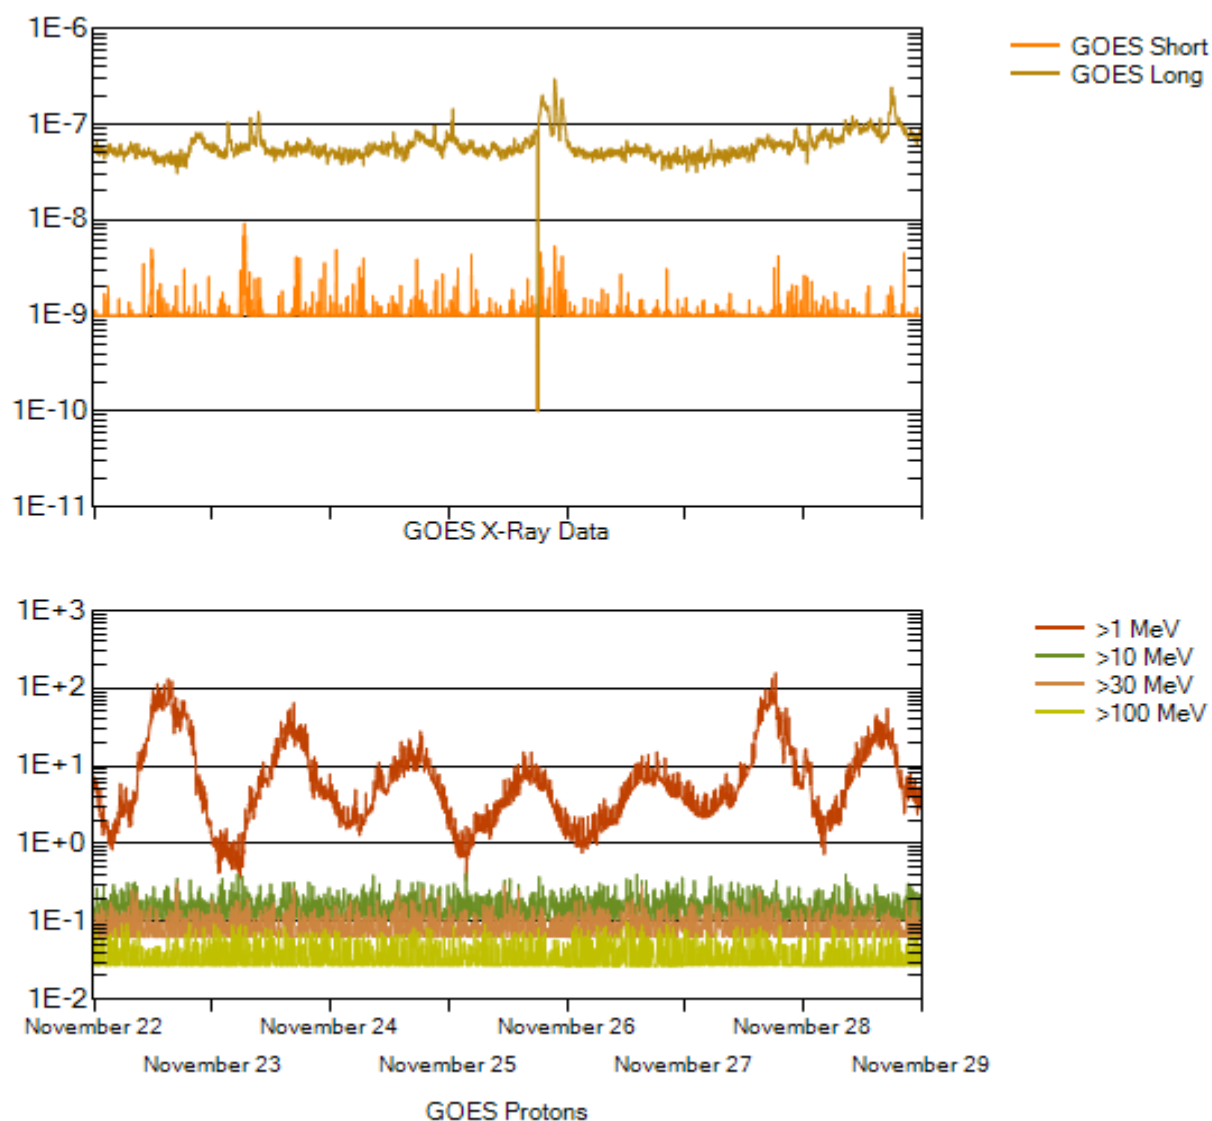 1E-6
1E-7
1E-8
1E-9
1E-10
1E-11
GOES Short
GOES Long
GOES X-Ray Data
1E+3
1E+2
1E+1
1E+0
1E-1
1E-2
>1 MeV
>10 MeV
>30 MeV
>100 MeV
November 22 November 24 November 26 November 28
November 23 November 25 November 27 November 29
GOES Protons